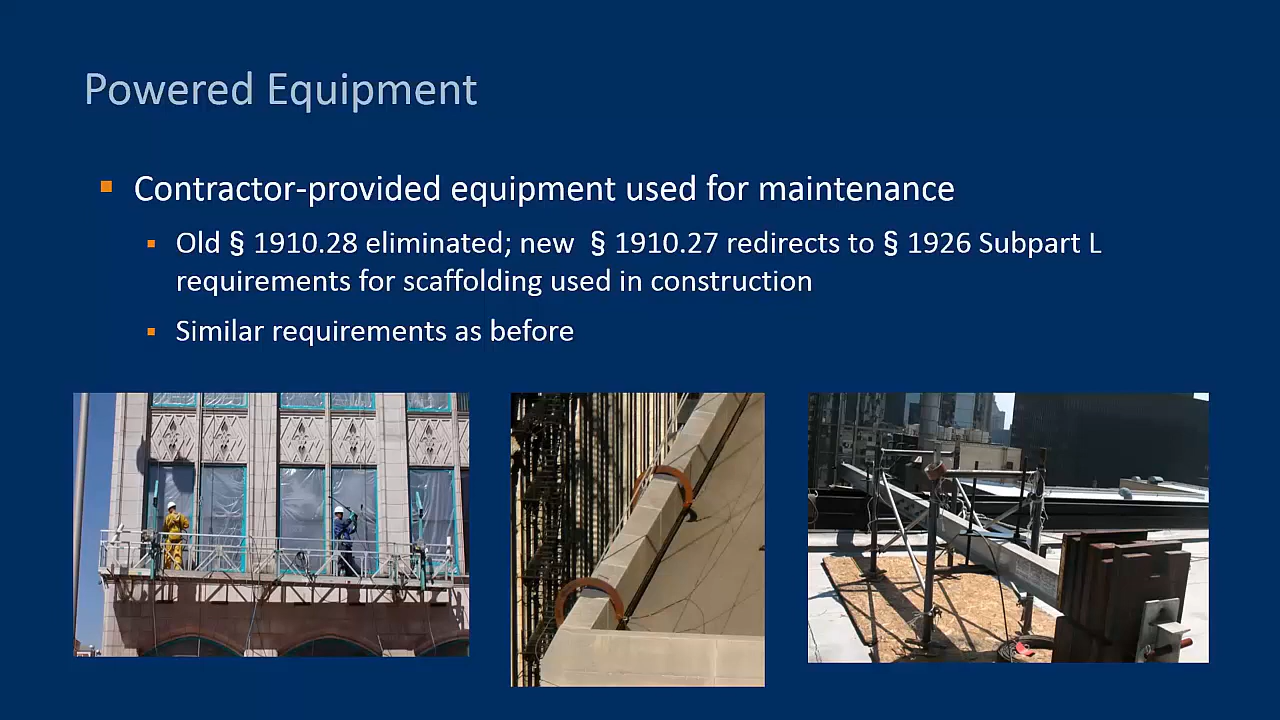 Powered Equipment
Contractor-provided equipment used for maintenance
Old § 1910.28 eliminated; new § 1910.27 redirects to § 1926 Subpart L
requirements for scaffolding used in construction
Similar requirements as before